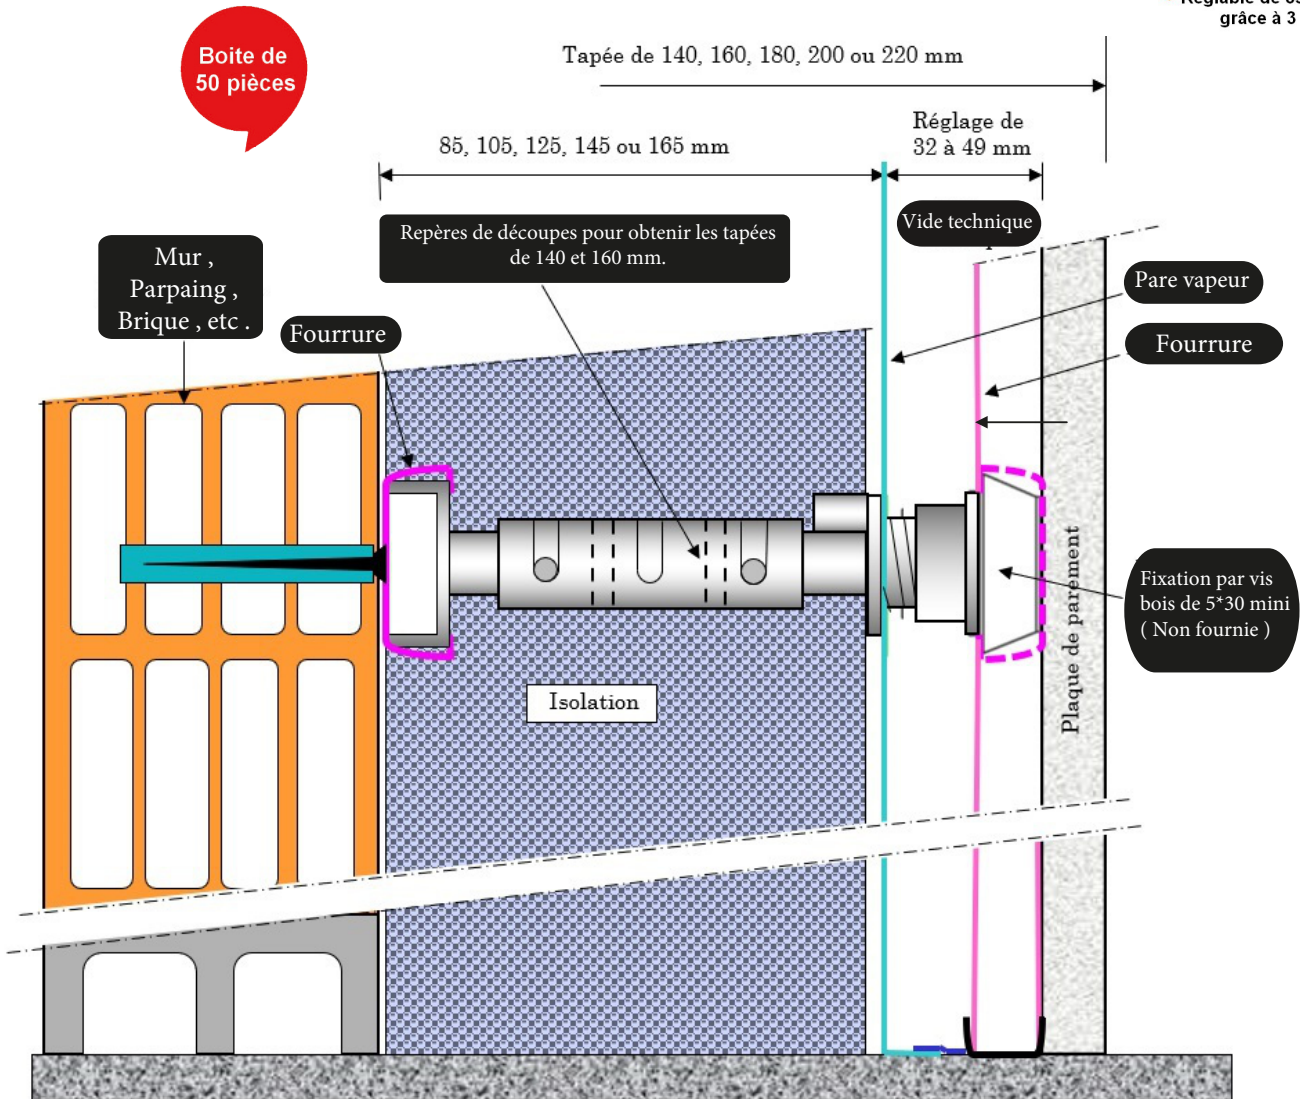 Réglable de
grâce à 3
Boite de
50 pièces
Tapée de 140, 160, 180, 200 ou 220 mm
Réglage de
32 à 49 mm
85, 105, 125, 145 ou 165 mm
Vide technique
Repères de découpes pour obtenir les tapées
de 140 et 160 mm.
Mur ,
Parpaing ,
Brique , etc .
Fourrure
Pare vapeur
Fourrure
Plaque de parement
Fixation par vis
bois de 5*30 mini
( Non fournie )
Isolation